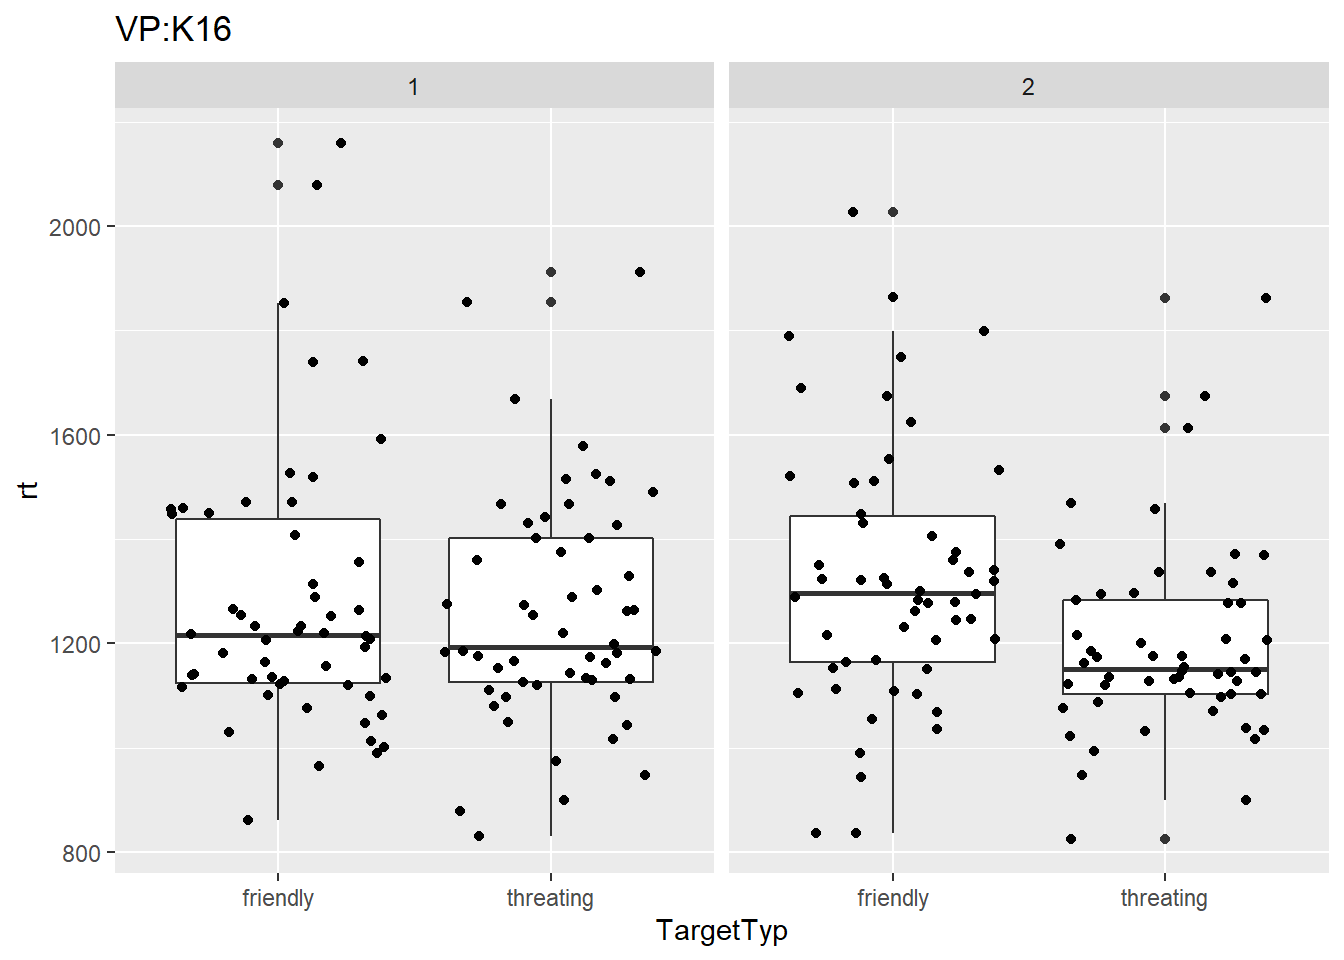 VP:K16
1
2
2000
1600
1200
800
rt
friendly
threating
friendly
threating
TargetTyp